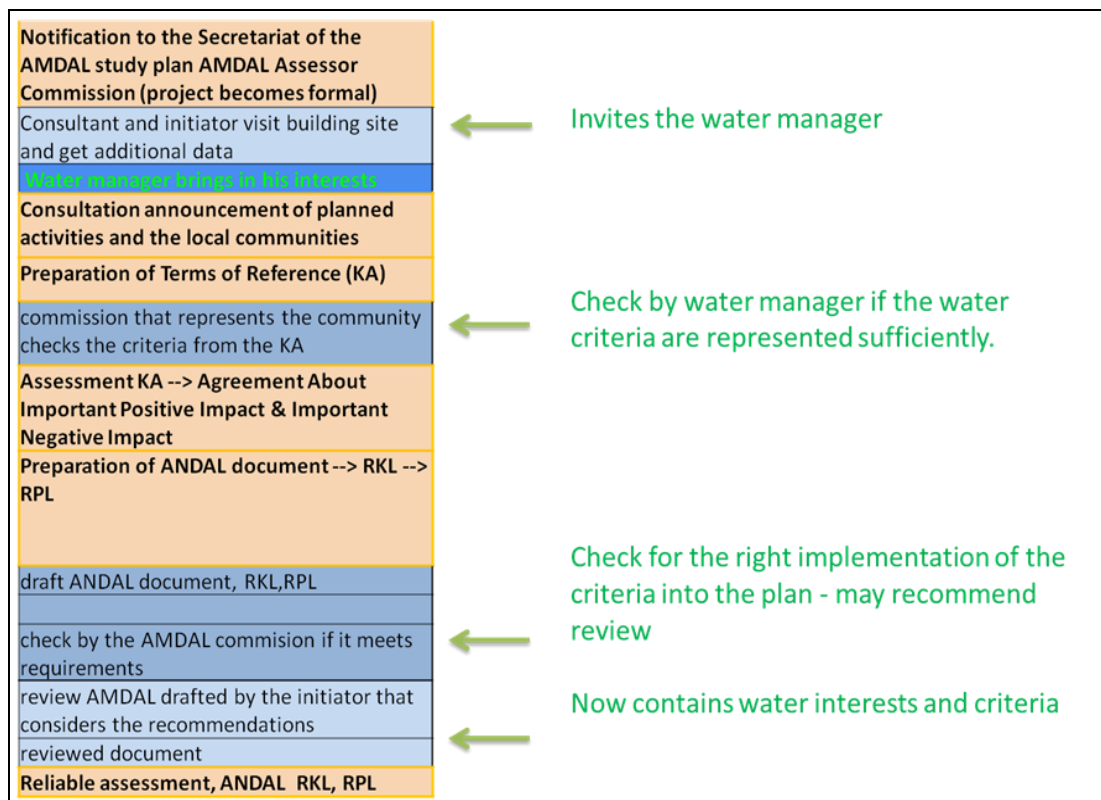 Notification to the Secretariat of the
AMDAL study plan AMDAL Assessor
Commission (project becomes formal)
Consultant and initiator visit building site
and get additional data
Water manager brings in his interests
Consultation announcement of planned
activities and the local communities
Preparation of Terms of Reference (KA)
commission that represents the community
checks the criteria from the KA
Assessment KA --> Agreement About
Important Positive Impact & Important
Negative Impact
Preparation of ANDAL document --> RKL -->
RPL
draft ANDAL document, RKL,RPL
check by the AMDAL commision if it meets
requirements
review AMDAL drafted by the initiator that
considers the recommendations
reviewed document
Reliable assessment, ANDAL RKL, RPL
Invites the water manager
Check by water manager if the water
criteria are represented sufficiently.
Check for the right implementation of the
criteria into the plan - may recommend
review
Now contains water interests and criteria